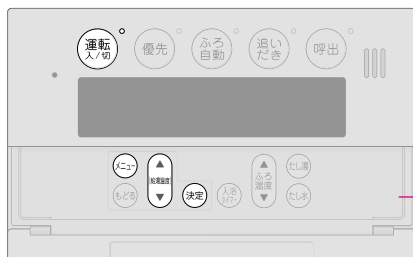 運転
入/切
優先
ふろ
自動
追い
だき
呼出
メニュー
給湯温度
もどる
決定
入浴
タイマー
ふろ
温度
たし湯
たし水